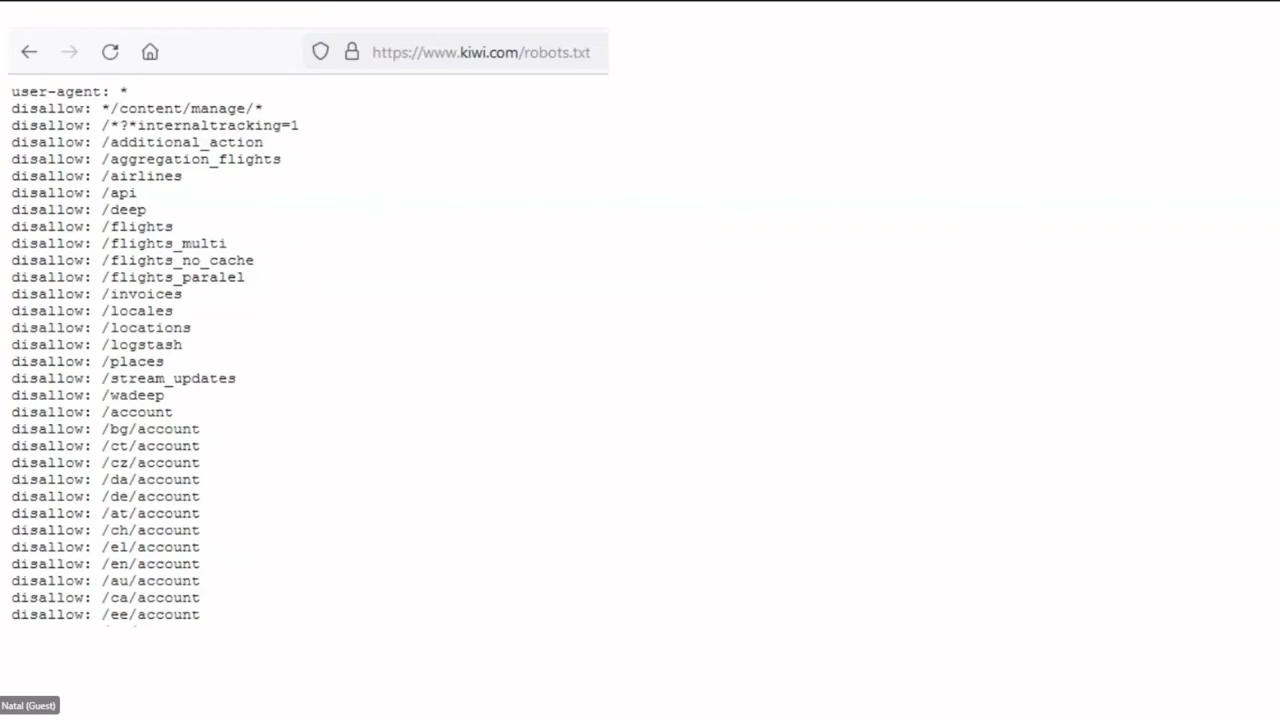 https://www.kiwi.com/robots.txt
user-agent: *
disallow: */content/manage/*
disallow: /*?*internaltracking=1
disallow: /additional_action
disallow: /aggregation_flights
disallow: /airlines
disallow: /api
disallow: /deep
disallow: /flights
disallow: /flights_multi
disallow: /flights_no_cache
disallow: /flights_paralel
disallow: /invoices
disallow: /locales
disallow: /locations
disallow: /logstash
disallow: /places
disallow: /stream_updates
disallow: /wadeep
disallow: /account
disallow: /bg/account
disallow: /ct/account
disallow: /cz/account
disallow: /da/account
disallow: /de/account
disallow: /at/account
disallow: /ch/account
disallow: /el/account
disallow: /en/account
disallow: /au/account
disallow: /ca/account
disallow: /ee/account
Natal (Guest)